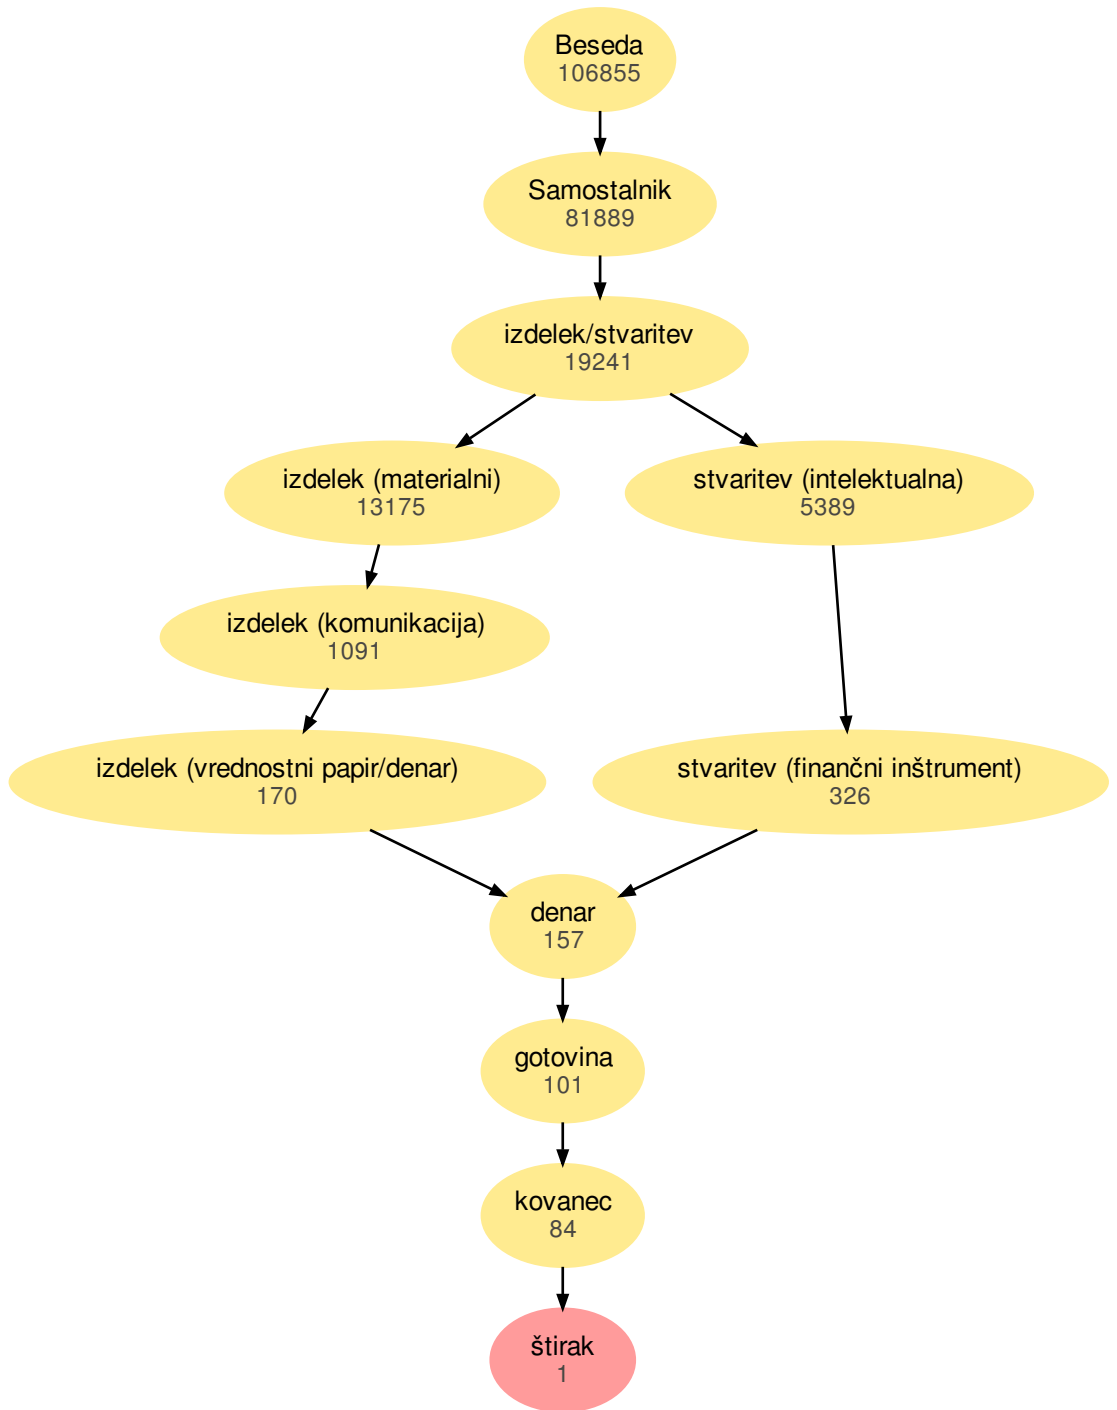 Beseda
106855
Samostalnik
81889
izdelek/stvaritev
19241
izdelek (materialni)
13175
stvaritev (intelektualna)
5389
izdelek (komunikacija)
1091
izdelek (vrednostni papir/denar)
170
stvaritev (finančni inštrument)
326
denar
157
gotovina
101
kovanec
84
štirak
1